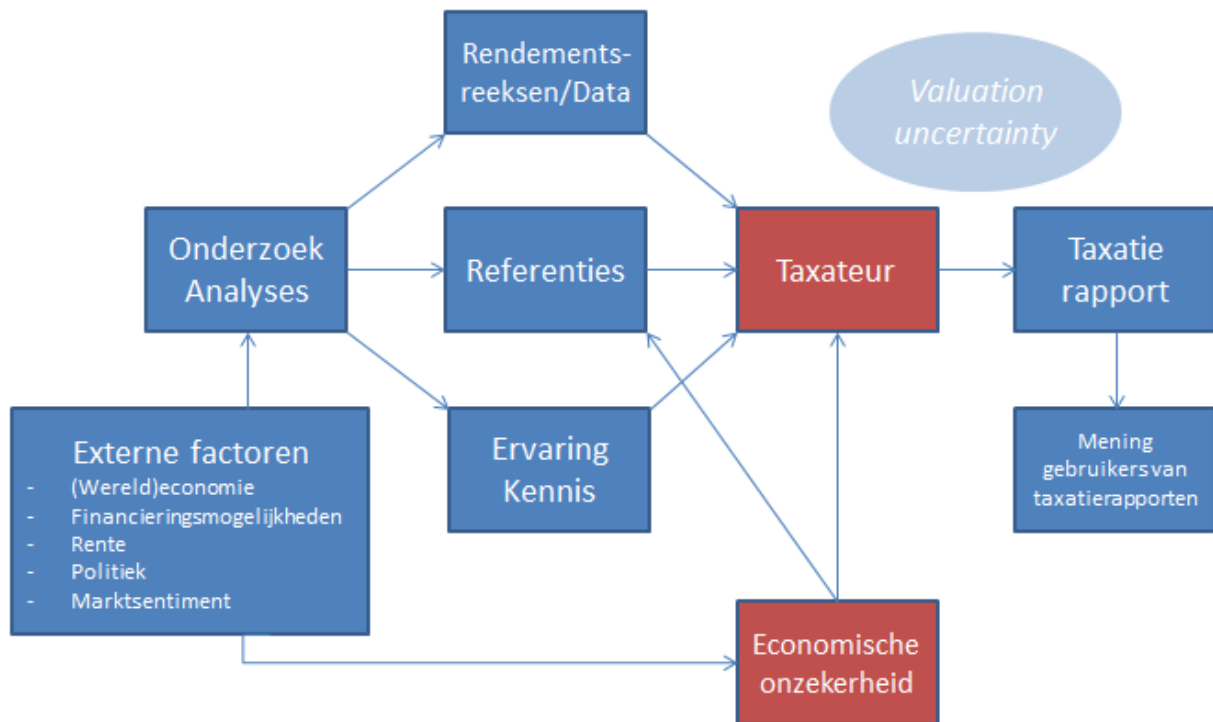 Rendements-
reeksen/Data
Valuation
uncertainty
Onderzoek
Analyses
Referenties
Taxateur
Taxatie
rapport
Externe factoren
- (Wereld)economie
- Financieringsmogelijkheden
- Rente
- Politiek
- Marktsentiment
Ervaring
Kennis
Mening
gebruikers van
taxatierapporten
Economische
onzekerheid